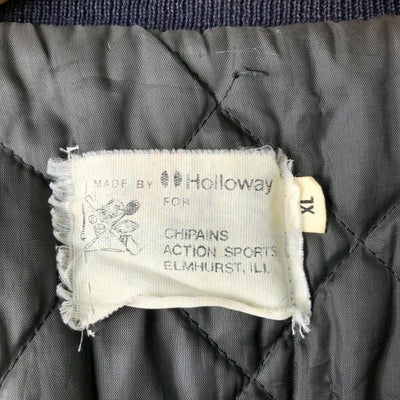 MADE BY Holloway
FOR
CHIPAINS
ACTION SPORTS
ELMHURST, ILL
XL